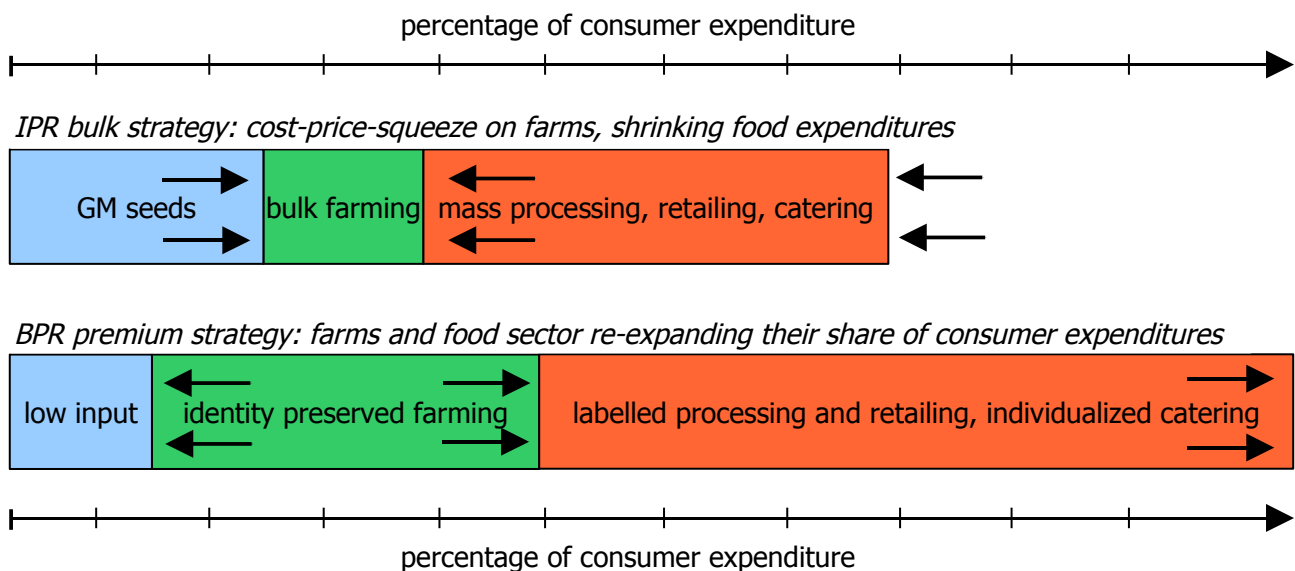 percentage of consumer expenditure
IPR bulk strategy: cost-price-squeeze on farms, shrinking food expenditures
GM seeds
bulk farming
mass processing, retailing, catering
BPR premium strategy: farms and food sector re-expanding their share of consumer expenditures
low input
identity preserved farming
labelled processing and retailing, individualized catering
percentage of consumer expenditure